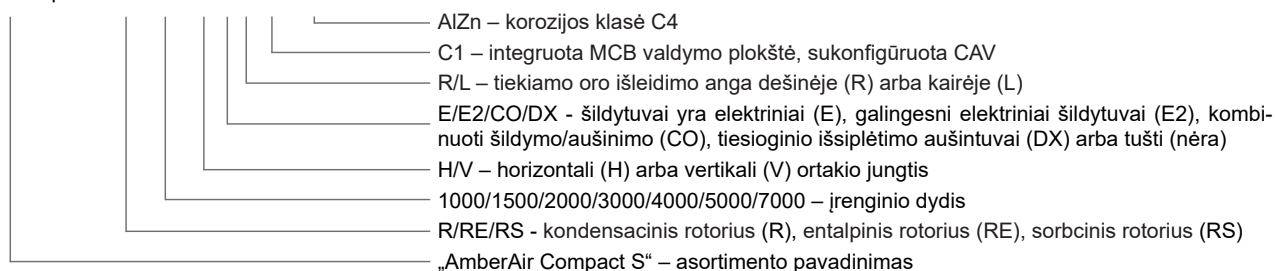 AlZn – korozijos klasė C4
C1 – integruota MCB valdymo plokštė, sukonfigūruota CAV
R/L – tiekiamo oro išleidimo anga dešinėje (R) arba kairėje (L)
E/E2/CO/DX - šildytuvai yra elektriniai (E), galingesni elektriniai šildytuvai (E2), kombi-
nuoti šildymo/aušinimo (CO), tiesioginio išsiplėtimo aušintuvai (DX) arba tušti (nėra)
H/V – horizontali (H) arba vertikali (V) ortakio jungtis
1000/1500/2000/3000/4000/5000/7000 – įrenginio dydis
R/RE/RS - kondensacinis rotorius (R), entalpinis rotorius (RE), sorbcinis rotorius (RS)
„AmberAir Compact S“ – asortimento pavadinimas